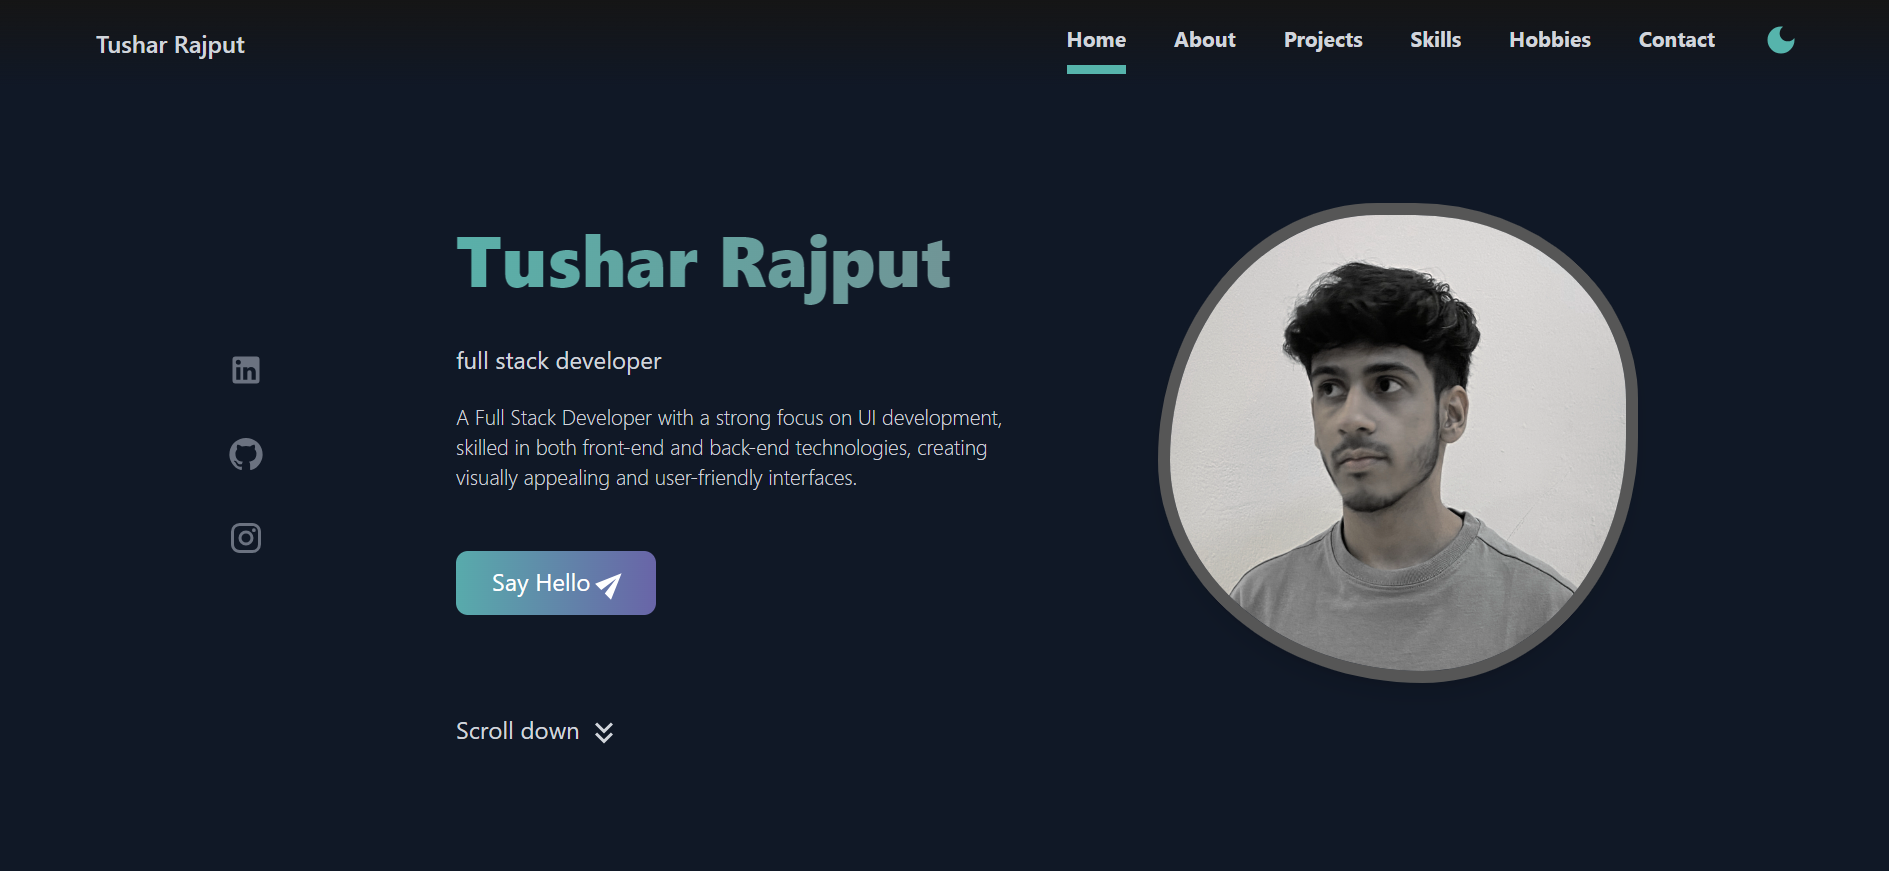 Tushar Rajput
Home
About
Projects
Skills
Hobbies
Contact
Tushar Rajput
full stack developer
A Full Stack Developer with a strong focus on UI development,
skilled in both front-end and back-end technologies, creating
visually appealing and user-friendly interfaces.
Say Hello
Scroll down